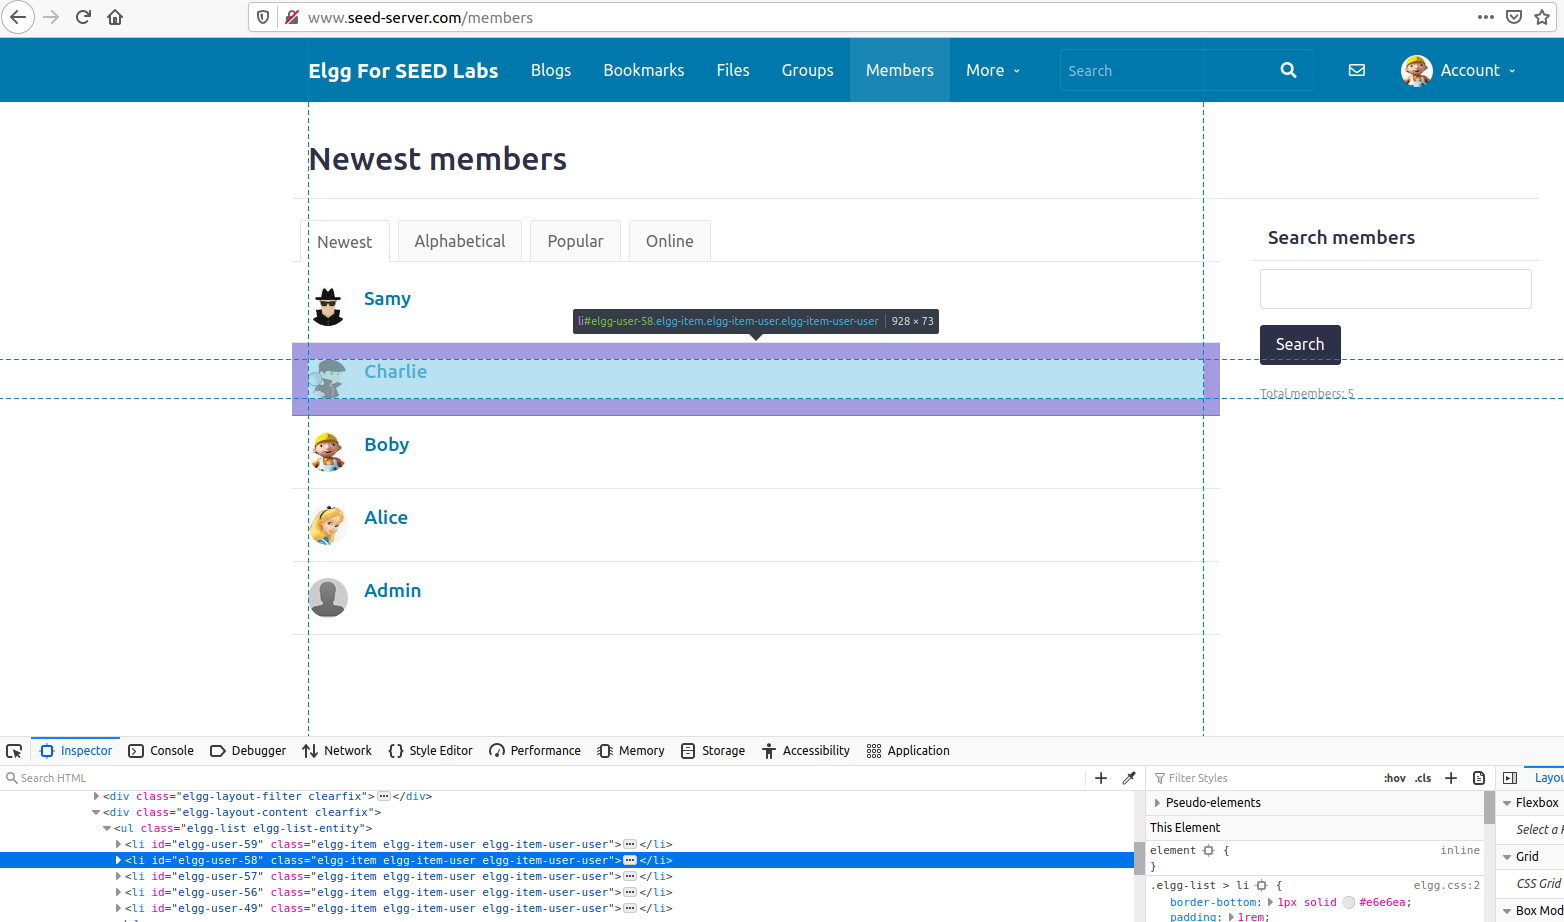 www.seed-server.com/members
Elgg For SEED Labs Blogs Bookmarks Files Groups Members More Search Account
Newest members
Newest Alphabetical Popular Online
Search members
Samy
li#elgg-user-58.elgg-item.elgg-item-user.elgg-item-user-user 928 × 73
Search
Charlie
Total members: 5
Boby
Alice
Admin
Inspector Console Debugger Network Style Editor Performance Memory Storage Accessibility Application
Search HTML
Filter Styles :hov .cls Layou
<div class="elgg-layout-filter clearfix"></div>
<div class="elgg-layout-content clearfix">
<ul class="elgg-list elgg-list-entity">
<li id="elgg-user-59" class="elgg-item elgg-item-user elgg-item-user-user"></li>
<li id="elgg-user-58" class="elgg-item elgg-item-user elgg-item-user-user"></li>
<li id="elgg-user-57" class="elgg-item elgg-item-user elgg-item-user-user"></li>
<li id="elgg-user-56" class="elgg-item elgg-item-user elgg-item-user-user"></li>
<li id="elgg-user-49" class="elgg-item elgg-item-user elgg-item-user-user"></li>
Pseudo-elements
This Element
element { inline
}
.elgg-list > li { elgg.css:2
border-bottom: 1px solid #e6e6ea;
padding: 1rem;
Flexbox
Select a
Grid
CSS Grid
Box Mod